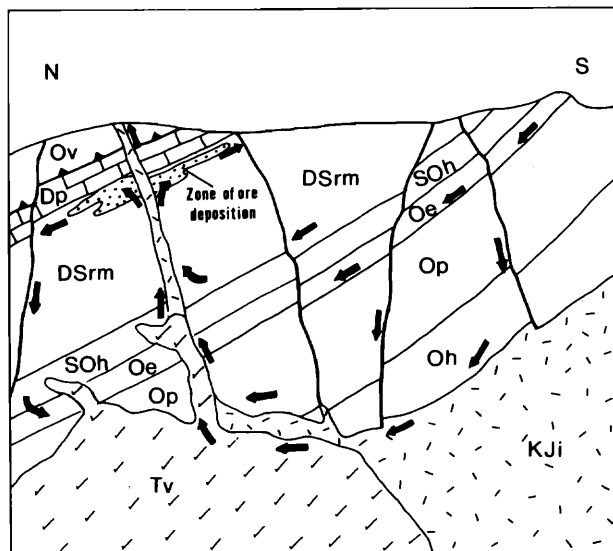 N
S
Ov
Dp
Zone of ore
deposition
DSrm
SOh
Oe
DSrm
Op
SOh
Oe
Op
Oh
Tv
KJi